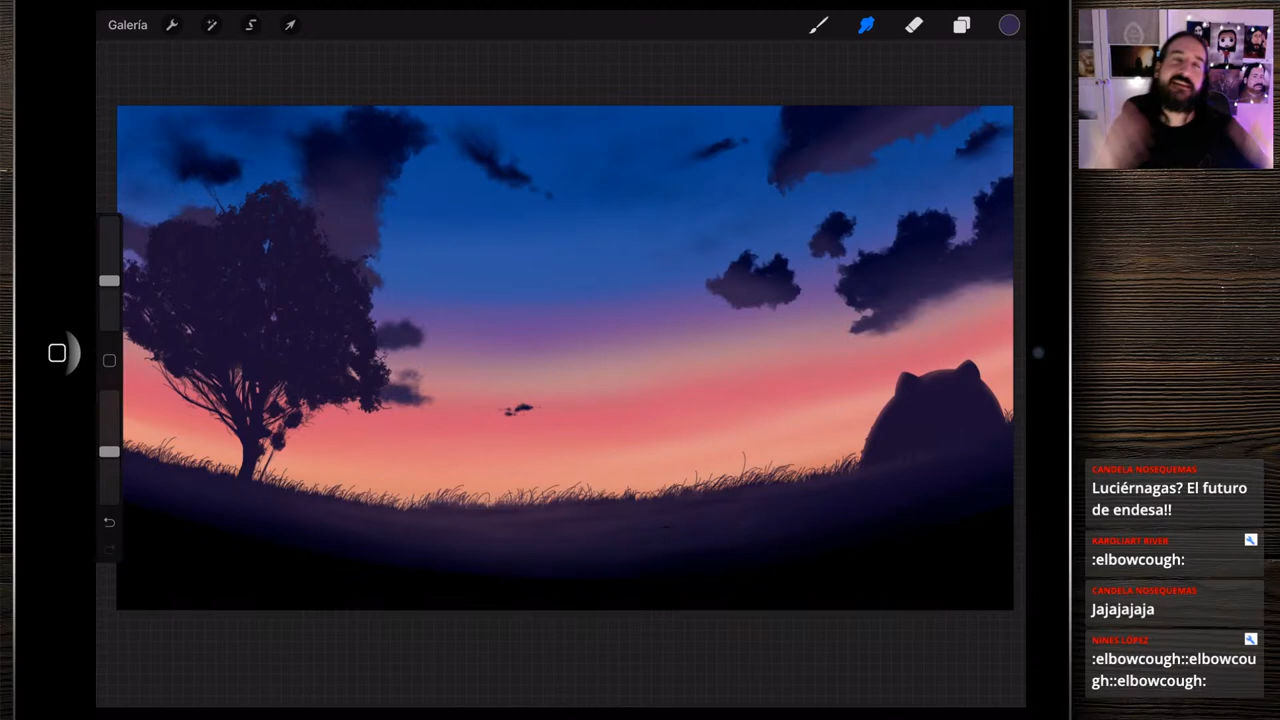 Galería
CANDELA NOSEQUEMAS
Luciérnagas? El futuro
de endesa!!
KAROLIART RIVER
:elbowcough:
CANDELA NOSEQUEMAS
Jajajajaja
NINES LÓPEZ
:elbowcough::elbowcou
gh::elbowcough: